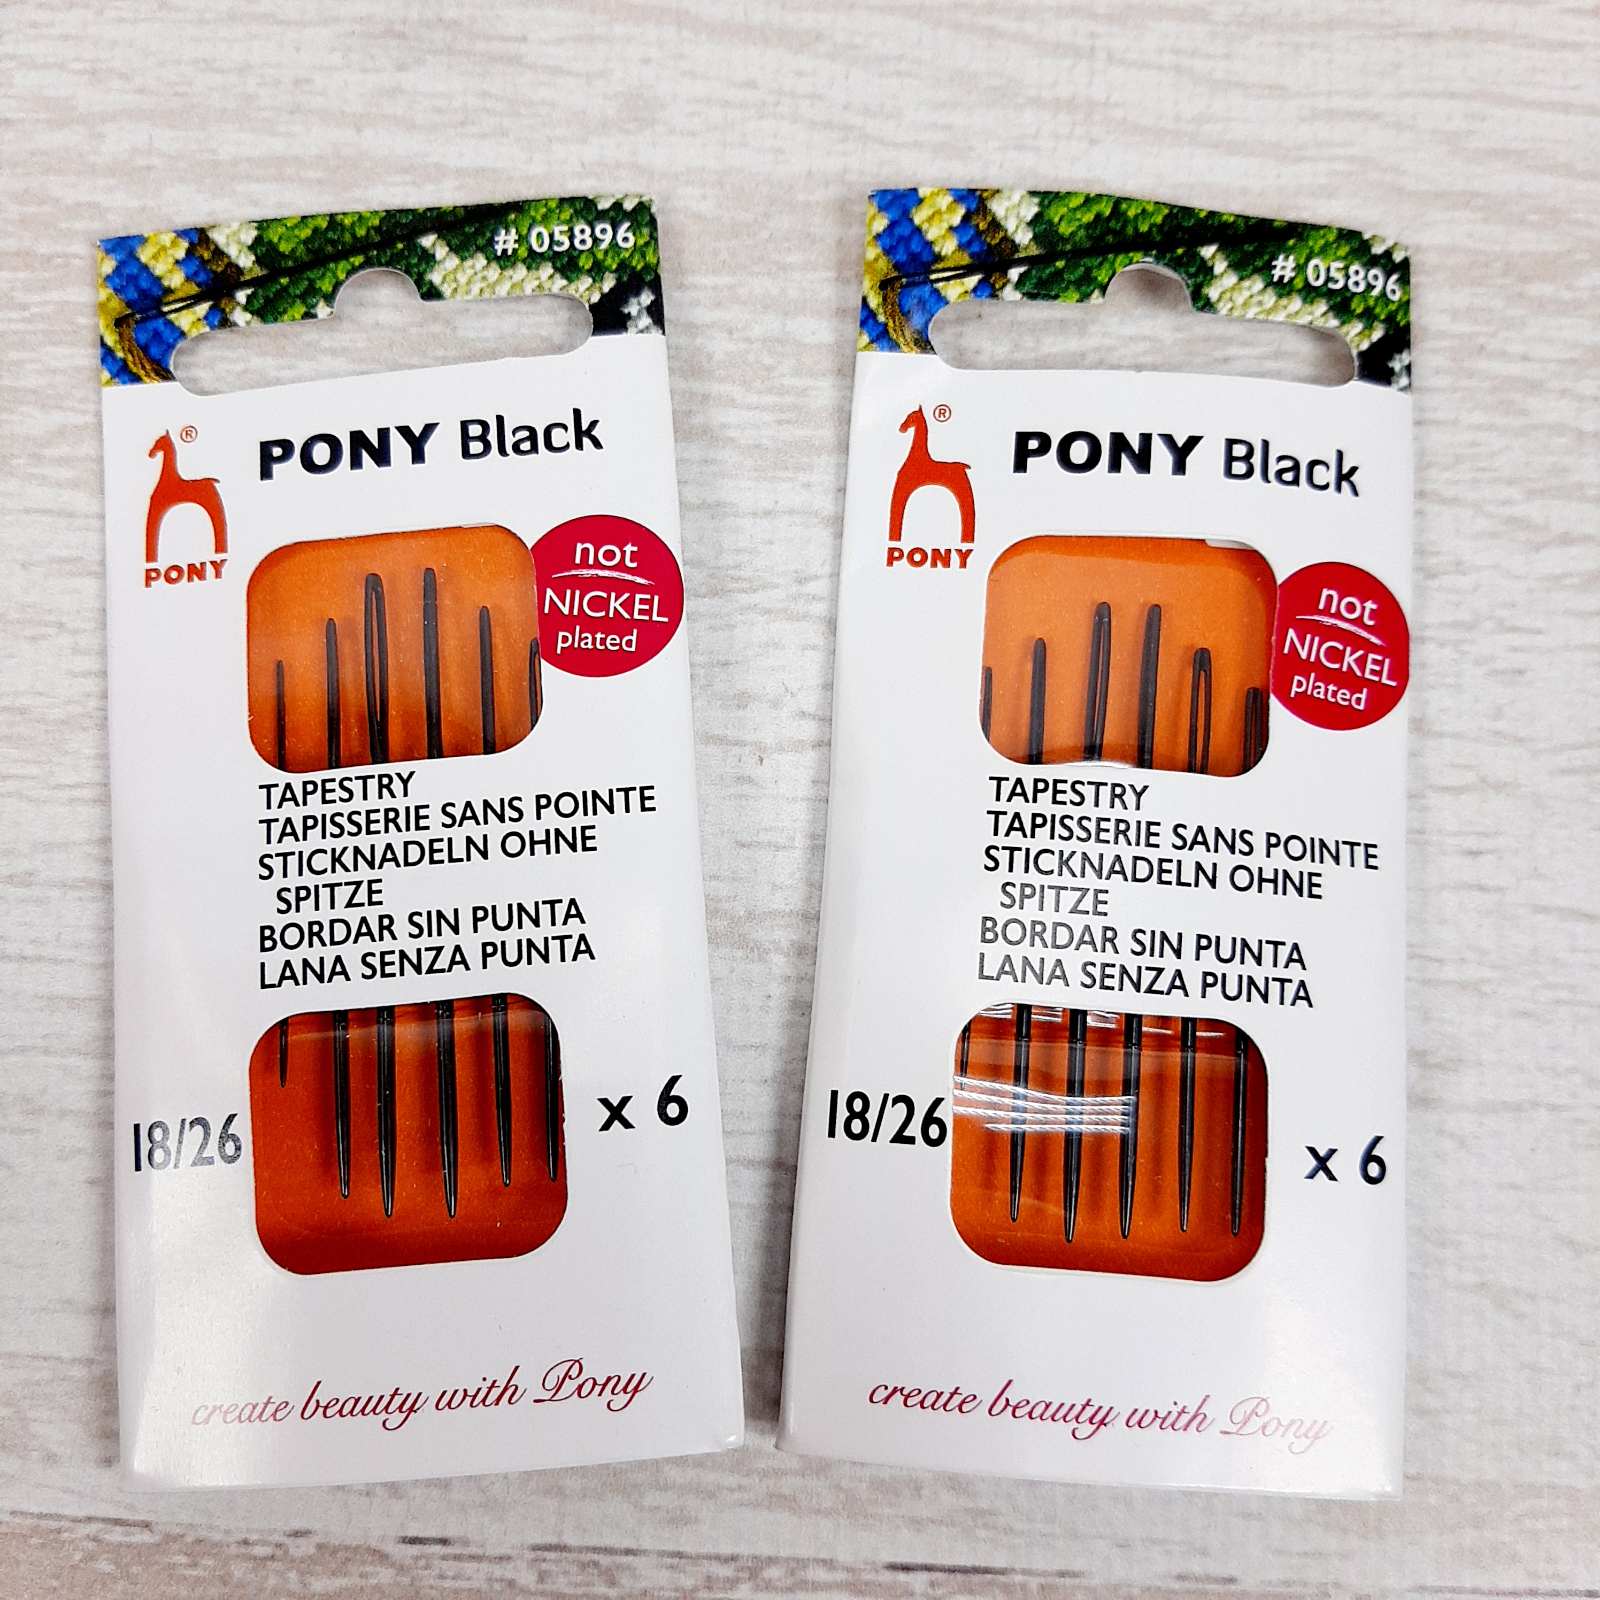 # 05896
PONY Black
®
PONY
not
NICKEL
plated
TAPESTRY
TAPISSERIE SANS POINTE
STICKNADELN OHNE
SPITZE
BORDAR SIN PUNTA
LANA SENZA PUNTA
18/26
x 6
create beauty with Pony
# 05896
PONY Black
®
PONY
not
NICKEL
plated
TAPESTRY
TAPISSERIE SANS POINTE
STICKNADELN OHNE
SPITZE
BORDAR SIN PUNTA
LANA SENZA PUNTA
18/26
x 6
create beauty with Pony